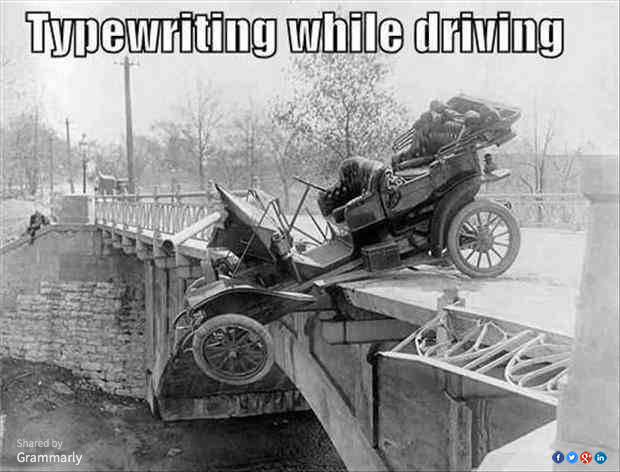 Typewriting while driving
Shared by
Grammarly